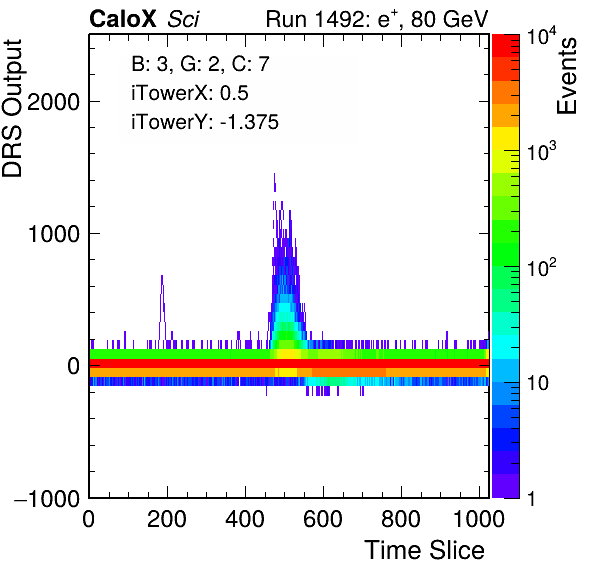 CaloX Sci Run 1492: e⁺, 80 GeV
B: 3, G: 2, C: 7
iTowerX: 0.5
iTowerY: -1.375
DRS Output
2000
1000
0
−1000
0 200 400 600 800 1000
Time Slice
Events
10⁴
10³
10²
10
1